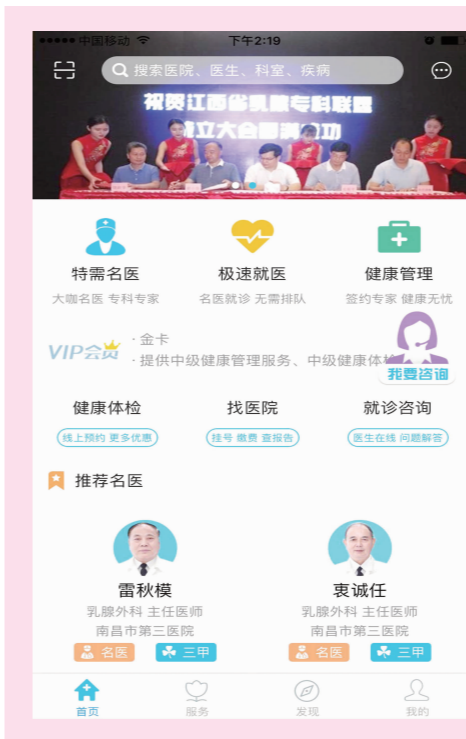 中国移动
下午2:19
搜索医院、医生、科室、疾病
祝贺江西省乳腺专科联盟
成立大会圆满成功
特需名医
极速就医
健康管理
大咖名医 专科专家
名医就诊 无需排队
签约专家 健康无忧
VIP会员
·金卡
·提供中级健康管理服务、中级健康体检
我要咨询
健康体检
找医院
就诊咨询
线上预约 更多优惠
挂号 缴费 查报告
医生在线 问题解答
推荐名医
雷秋模
衷诚任
乳腺外科 主任医师
乳腺外科 主任医师
南昌市第三医院
南昌市第三医院
名医
三甲
名医
三甲
首页
服务
发现
我的